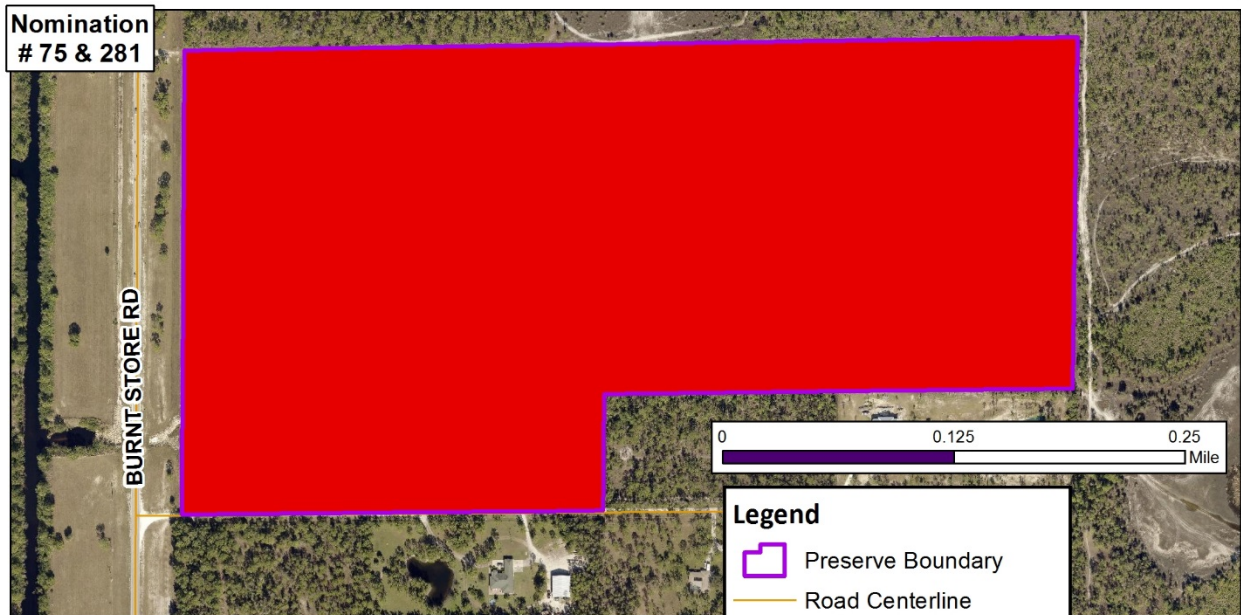 Nomination
# 75 & 281
BURNT STORE RD
0 0.125 0.25
Mile
Legend
Preserve Boundary
Road Centerline